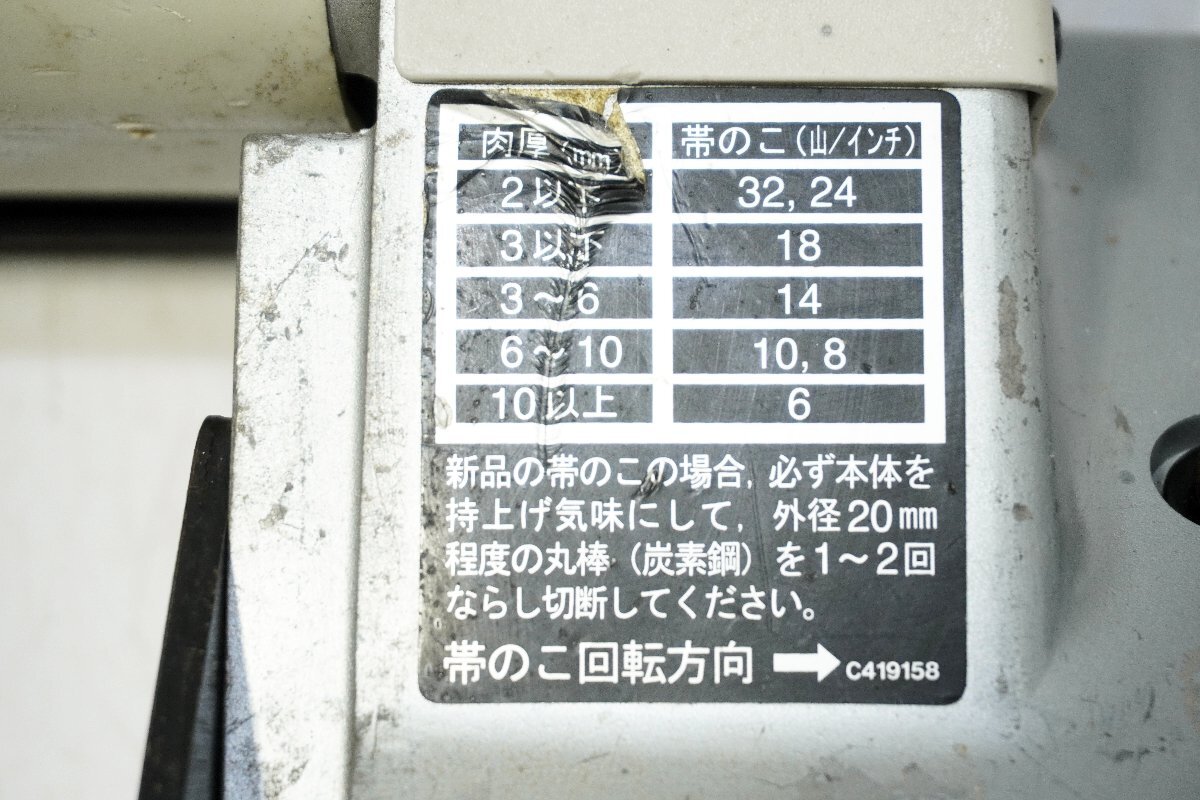 肉厚(mm) 帯のこ(山/インチ)
2以下 32, 24
3以下 18
3～6 14
6～10 10, 8
10以上 6
新品の帯のこの場合, 必ず本体を
持上げ気味にして, 外径20mm
程度の丸棒（炭素鋼）を1～2回
ならし切断してください。
帯のこ回転方向 → C419158